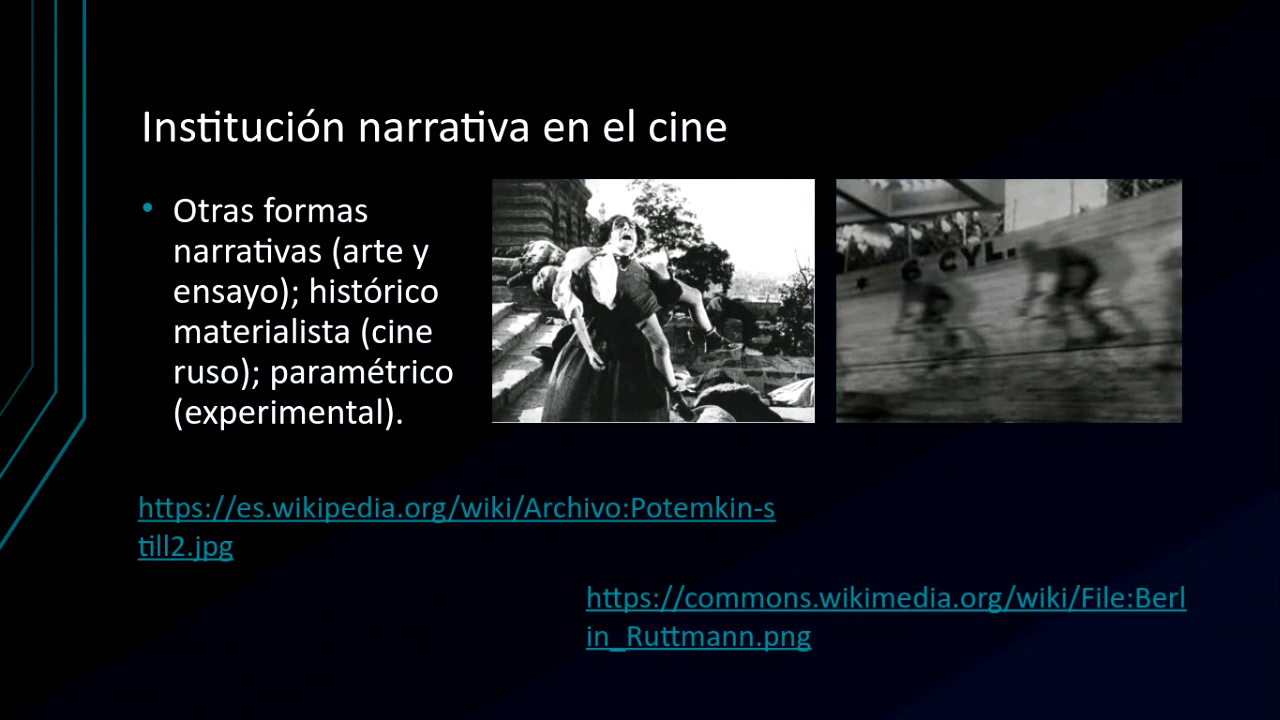 Institución narrativa en el cine
• Otras formas
narrativas (arte y
ensayo); histórico
materialista (cine
ruso); paramétrico
(experimental).
6 CYL.
https://es.wikipedia.org/wiki/Archivo:Potemkin-s
till2.jpg
https://commons.wikimedia.org/wiki/File:Berl
in_Ruttmann.png